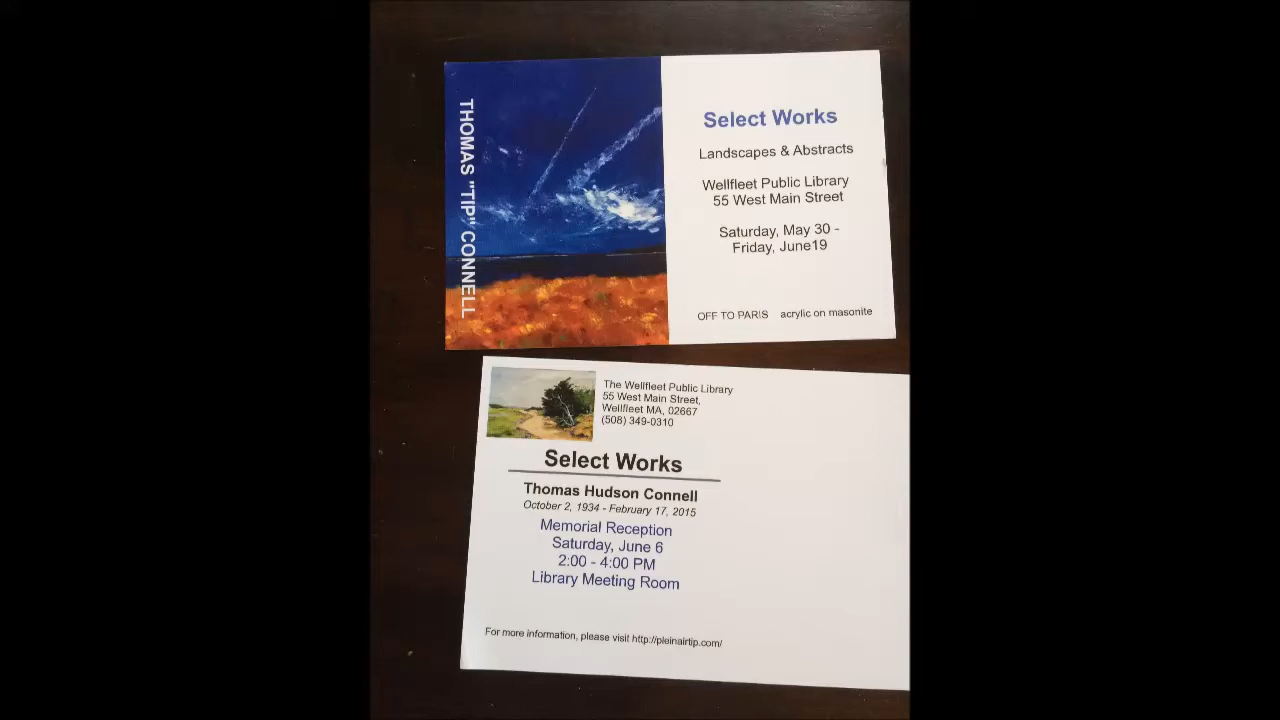 THOMAS "TIP" CONNELL
Select Works
Landscapes & Abstracts
Wellfleet Public Library
55 West Main Street
Saturday, May 30 -
Friday, June19
OFF TO PARIS acrylic on masonite
The Wellfleet Public Library
55 West Main Street,
Wellfleet MA, 02667
(508) 349-0310
Select Works
Thomas Hudson Connell
October 2, 1934 - February 17, 2015
Memorial Reception
Saturday, June 6
2:00 - 4:00 PM
Library Meeting Room
For more information, please visit http://pleinairtip.com/